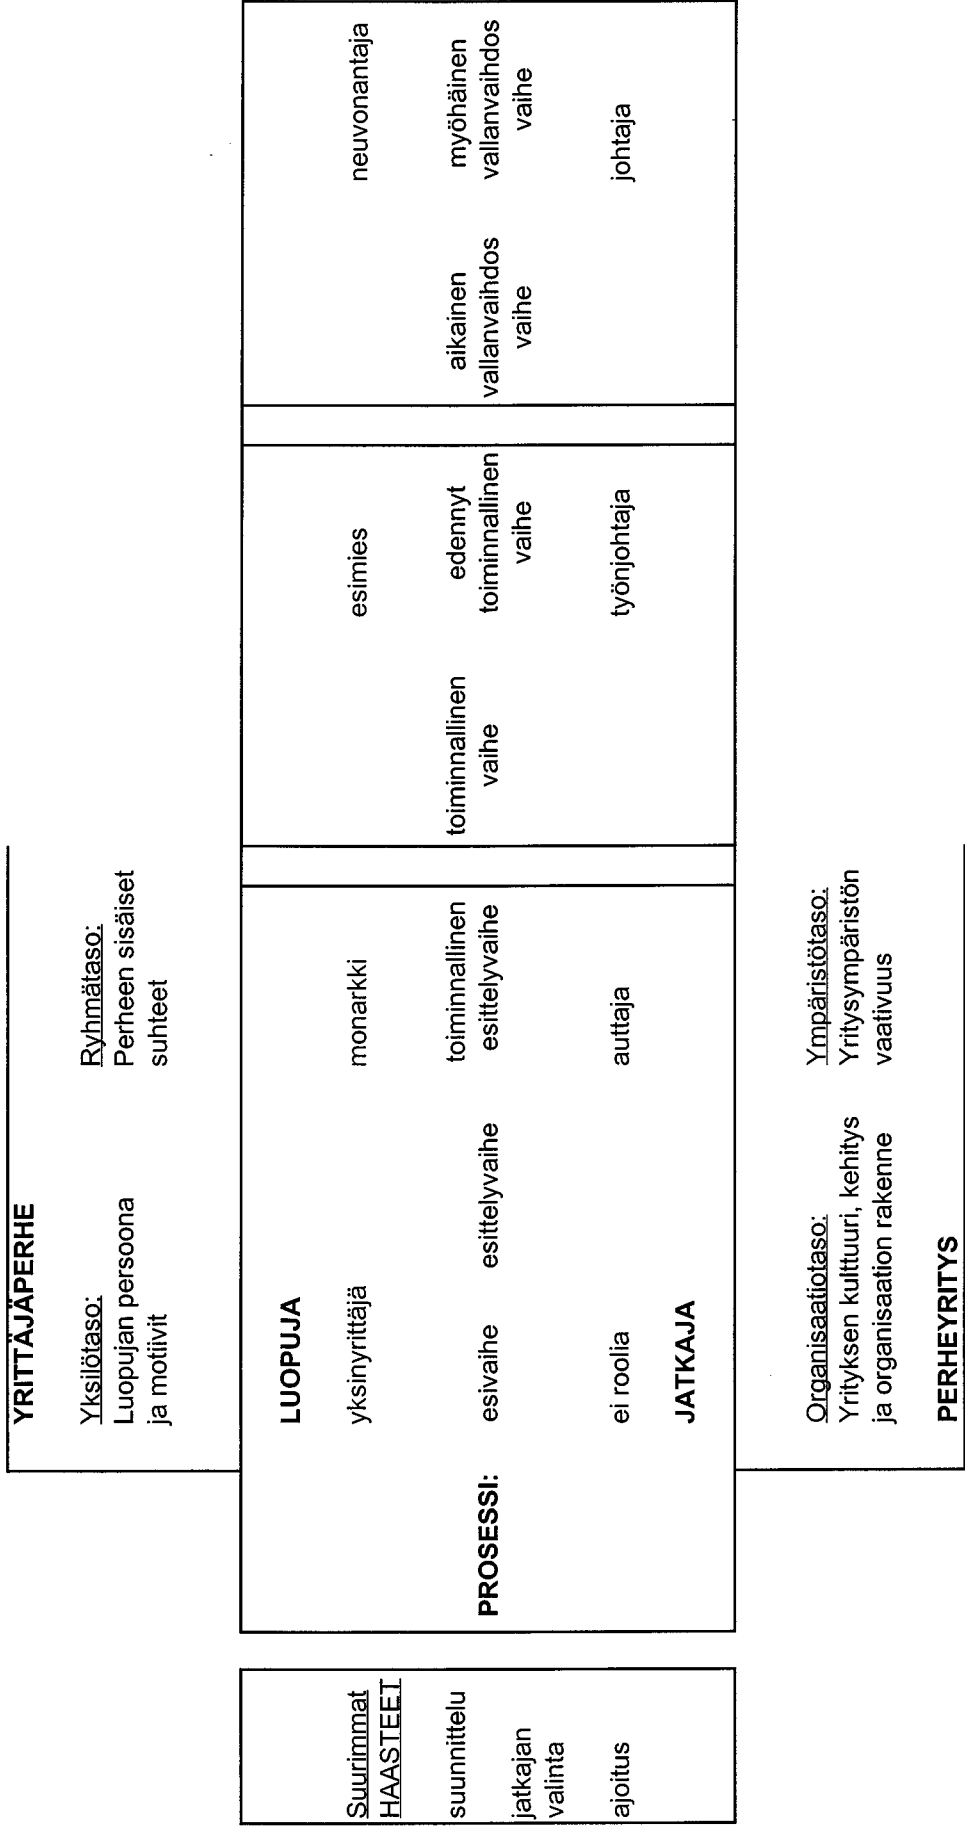 YRITTÄJÄPERHE
Yksilötaso:
Luopujan persoona
ja motiivit
Ryhmätaso:
Perheen sisäiset
suhteet
Suurimmat
HAASTEET
suunnittelu
jatkajan
valinta
ajoitus
LUOPUJA
yksinyrittäjä
monarkki
esimies
neuvonantaja
PROSESSI:
esivaihe
esittelyvaihe
toiminnallinen
esittelyvaihe
toiminnallinen
vaihe
edennyt
toiminnallinen
vaihe
aikainen
vallanvaihdos
vaihe
myöhäinen
vallanvaihdos
vaihe
ei roolia
auttaja
työnjohtaja
johtaja
JATKAJA
Organisaatiotaso:
Yrityksen kulttuuri, kehitys
ja organisaation rakenne
Ympäristötaso:
Yritysympäristön
vaativuus
PERHEYRITYS